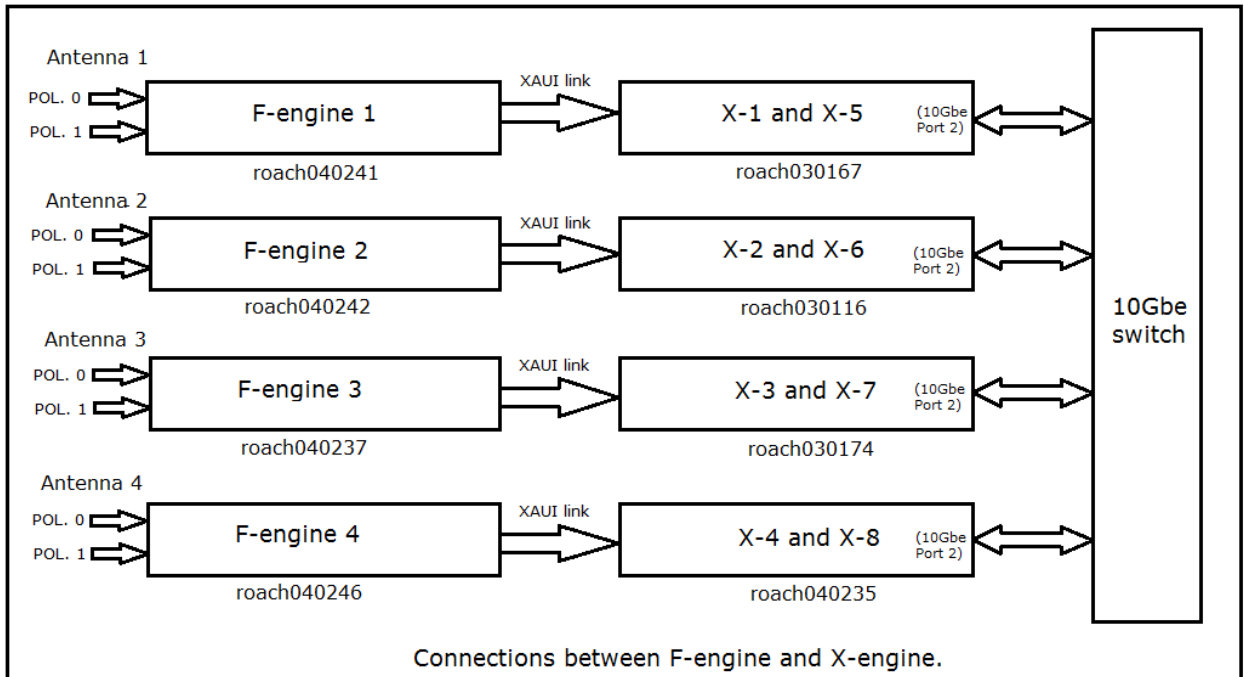 Antenna 1
POL. 0
POL. 1
F-engine 1
roach040241
XAUI link
X-1 and X-5
(10Gbe
Port 2)
roach030167
Antenna 2
POL. 0
POL. 1
F-engine 2
roach040242
XAUI link
X-2 and X-6
(10Gbe
Port 2)
roach030116
Antenna 3
POL. 0
POL. 1
F-engine 3
roach040237
XAUI link
X-3 and X-7
(10Gbe
Port 2)
roach030174
Antenna 4
POL. 0
POL. 1
F-engine 4
roach040246
XAUI link
X-4 and X-8
(10Gbe
Port 2)
roach040235
10Gbe
switch
Connections between F-engine and X-engine.